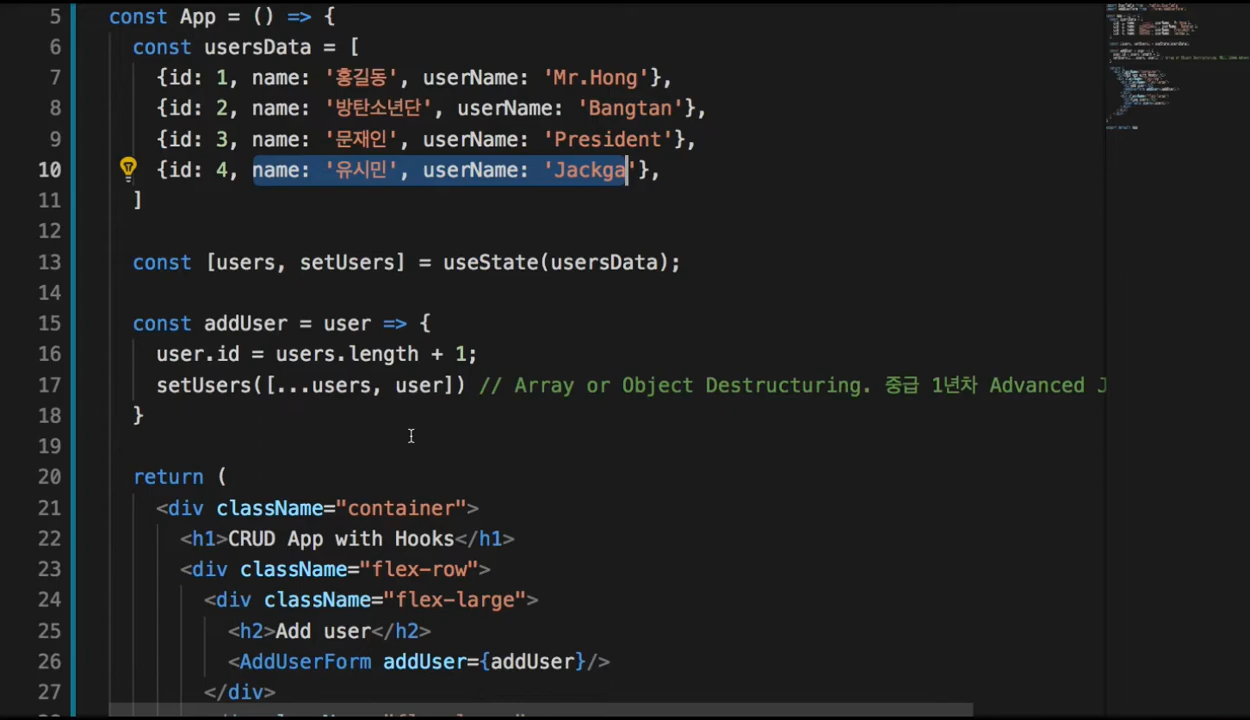 5 const App = () => {
6 const usersData = [
7 {id: 1, name: '홍길동', userName: 'Mr.Hong'},
8 {id: 2, name: '방탄소년단', userName: 'Bangtan'},
9 {id: 3, name: '문재인', userName: 'President'},
10 {id: 4, name: '유시민', userName: 'Jackga'},
11 ]
12
13 const [users, setUsers] = useState(usersData);
14
15 const addUser = user => {
16 user.id = users.length + 1;
17 setUsers([...users, user]) // Array or Object Destructuring. 중급 1년차 Advanced J
18 }
19
20 return (
21 <div className="container">
22 <h1>CRUD App with Hooks</h1>
23 <div className="flex-row">
24 <div className="flex-large">
25 <h2>Add user</h2>
26 <AddUserForm addUser={addUser}/>
27 </div>